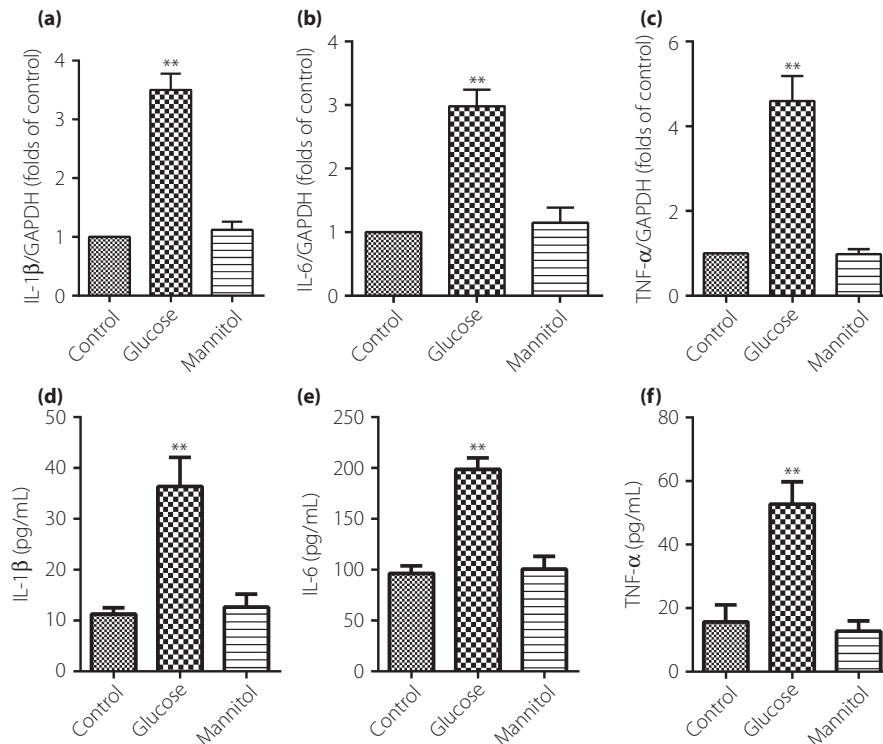 (a)
IL-1β/GAPDH (folds of control)
4
3
2
1
0
**
Control
Glucose
Mannitol
(b)
IL-6/GAPDH (folds of control)
4
3
2
1
0
**
Control
Glucose
Mannitol
(c)
TNF-α/GAPDH (folds of control)
6
4
2
0
**
Control
Glucose
Mannitol
(d)
IL-1β (pg/mL)
50
40
30
20
10
0
**
Control
Glucose
Mannitol
(e)
IL-6 (pg/mL)
250
200
150
100
50
0
**
Control
Glucose
Mannitol
(f)
TNF-α (pg/mL)
80
60
40
20
0
**
Control
Glucose
Mannitol